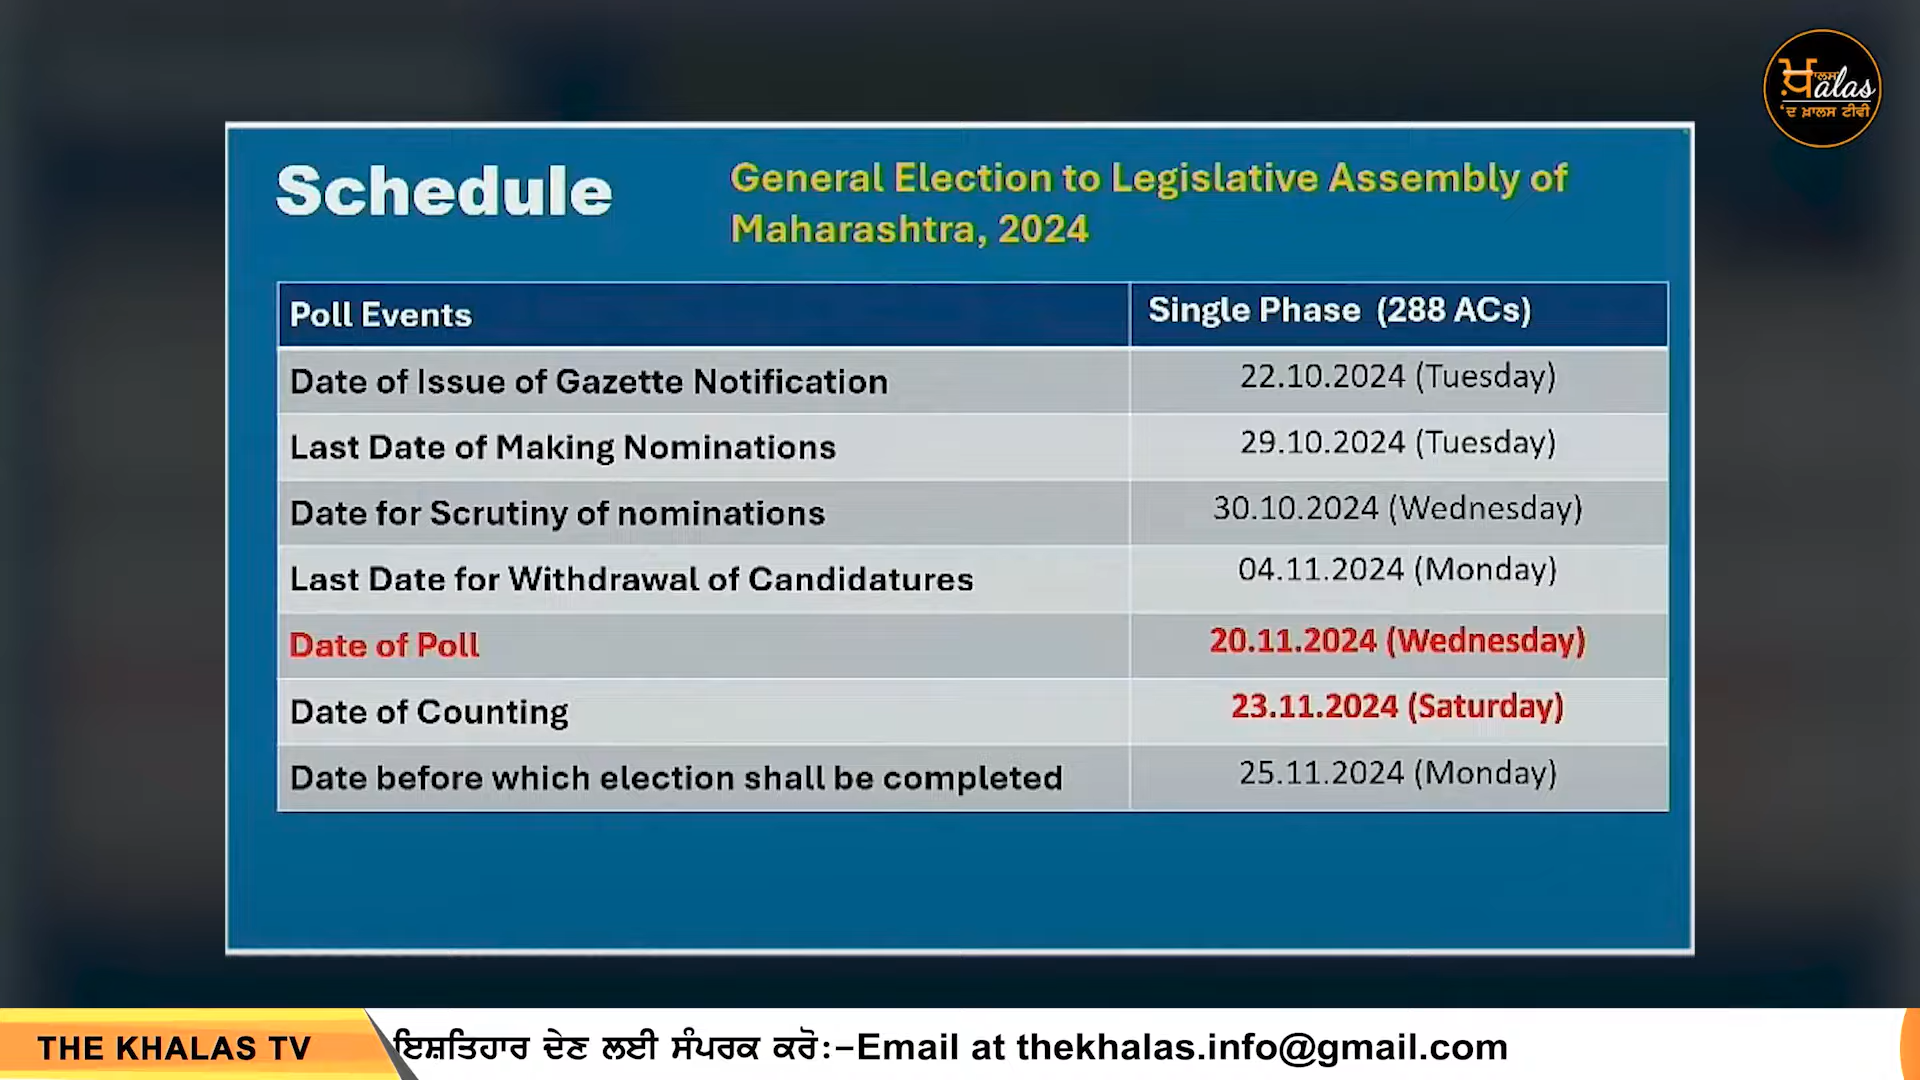 ਖ਼ਾਲਸ
alas
'ਦ ਖ਼ਾਲਸ ਟੀਵੀ
Schedule
General Election to Legislative Assembly of
Maharashtra, 2024
Poll Events Single Phase (288 ACs)
Date of Issue of Gazette Notification 22.10.2024 (Tuesday)
Last Date of Making Nominations 29.10.2024 (Tuesday)
Date for Scrutiny of nominations 30.10.2024 (Wednesday)
Last Date for Withdrawal of Candidatures 04.11.2024 (Monday)
Date of Poll 20.11.2024 (Wednesday)
Date of Counting 23.11.2024 (Saturday)
Date before which election shall be completed 25.11.2024 (Monday)
THE KHALAS TV ਇਸ਼ਤਿਹਾਰ ਦੇਣ ਲਈ ਸੰਪਰਕ ਕਰੋ:-Email at thekhalas.info@gmail.com